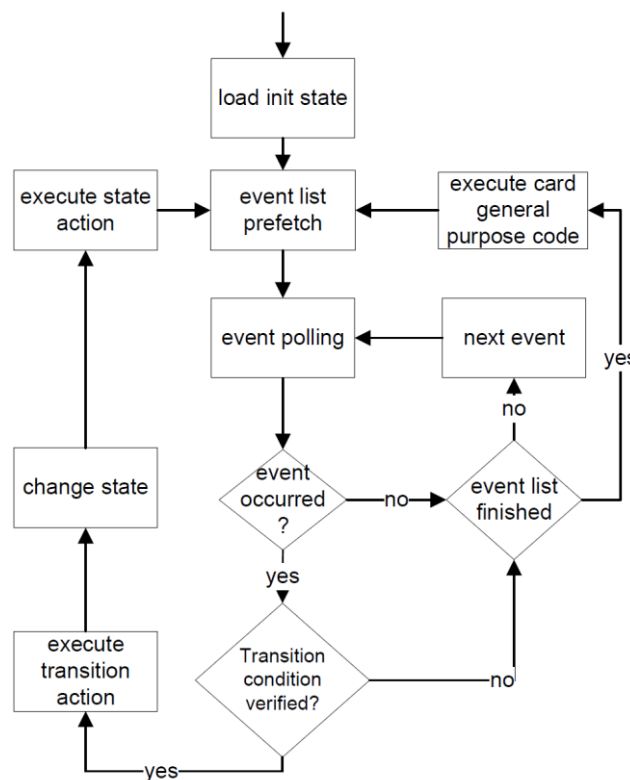 load init state
execute state
action
event list
prefetch
execute card
general
purpose code
event polling
next event
yes
no
change state
event
occurred
?
no
event list
finished
yes
execute
transition
action
Transition
condition
verified?
no
yes